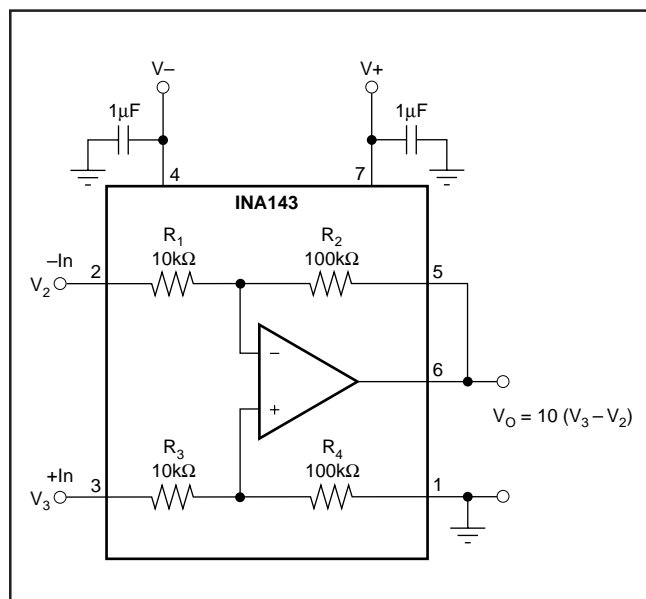 V–
V+
1µF
1µF
4
7
INA143
R1
10kΩ
R2
100kΩ
–In
V2
2
5
–
6
+
VO = 10 (V3 – V2)
R3
10kΩ
R4
100kΩ
+In
V3
3
1